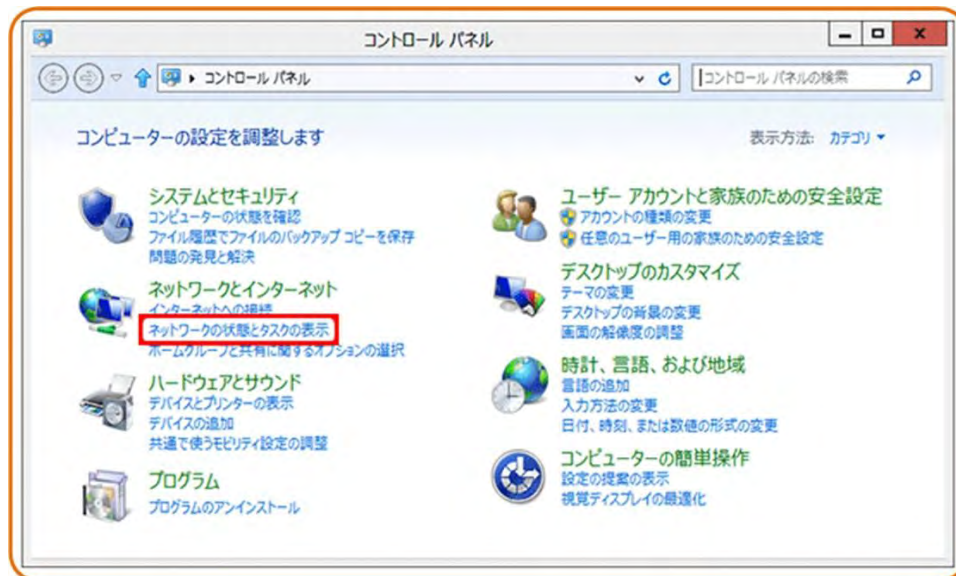 コントロール パネル
コントロール パネル
コントロール パネルの検索
コンピューターの設定を調整します
表示方法: カテゴリ
システムとセキュリティ
コンピューターの状態を確認
ファイル履歴でファイルのバックアップ コピーを保存
問題の発見と解決
ネットワークとインターネット
インターネットへの接続
ネットワークの状態とタスクの表示
ホームグループと共有に関するオプションの選択
ハードウェアとサウンド
デバイスとプリンターの表示
デバイスの追加
共通で使うモビリティ設定の調整
プログラム
プログラムのアンインストール
ユーザー アカウントと家族のための安全設定
アカウントの種類の変更
任意のユーザー用の家族のための安全設定
デスクトップのカスタマイズ
テーマの変更
デスクトップの背景の変更
画面の解像度の調整
時計、言語、および地域
言語の追加
入力方法の変更
日付、時刻、または数値の形式の変更
コンピューターの簡単操作
設定の提案の表示
視覚ディスプレイの最適化